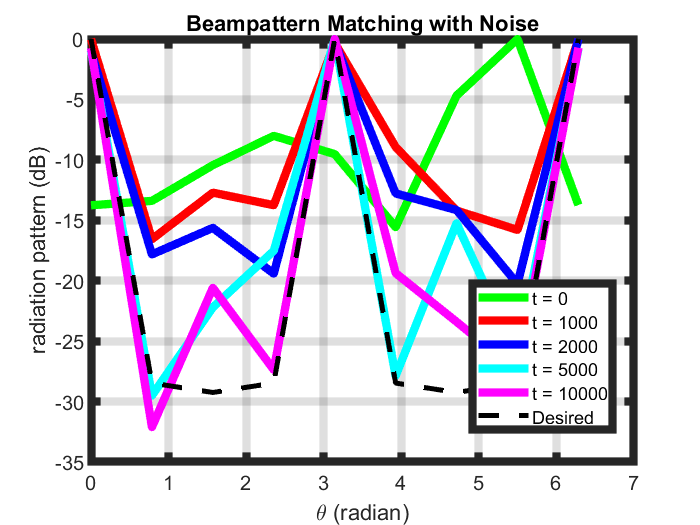 Beampattern Matching with Noise
radiation pattern (dB)
0
-5
-10
-15
-20
-25
-30
-35
0 1 2 3 4 5 6 7
θ (radian)
t = 0
t = 1000
t = 2000
t = 5000
t = 10000
Desired